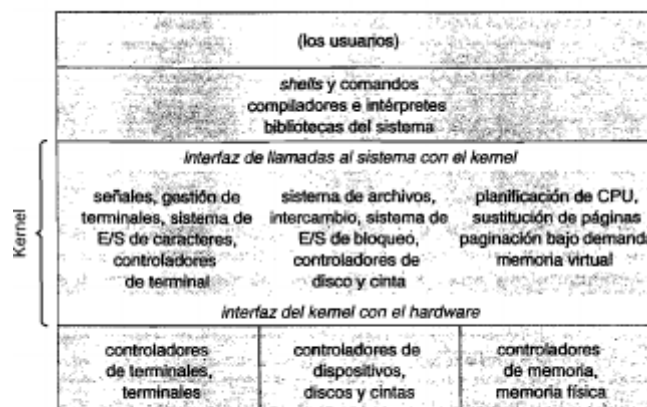 (los usuarios)
shells y comandos
compiladores e intérpretes
bibliotecas del sistema
Kernel
interfaz de llamadas al sistema con el kernel
señales, gestión de
terminales, sistema de
E/S de caracteres,
controladores
de terminal
sistema de archivos,
intercambio, sistema de
E/S de bloqueo,
controladores de
disco y cinta
planificación de CPU,
sustitución de páginas
paginación bajo demanda
memoria virtual
interfaz del kernel con el hardware
controladores
de terminales,
terminales
controladores de
dispositivos,
discos y cintas
controladores
de memoria,
memoria física